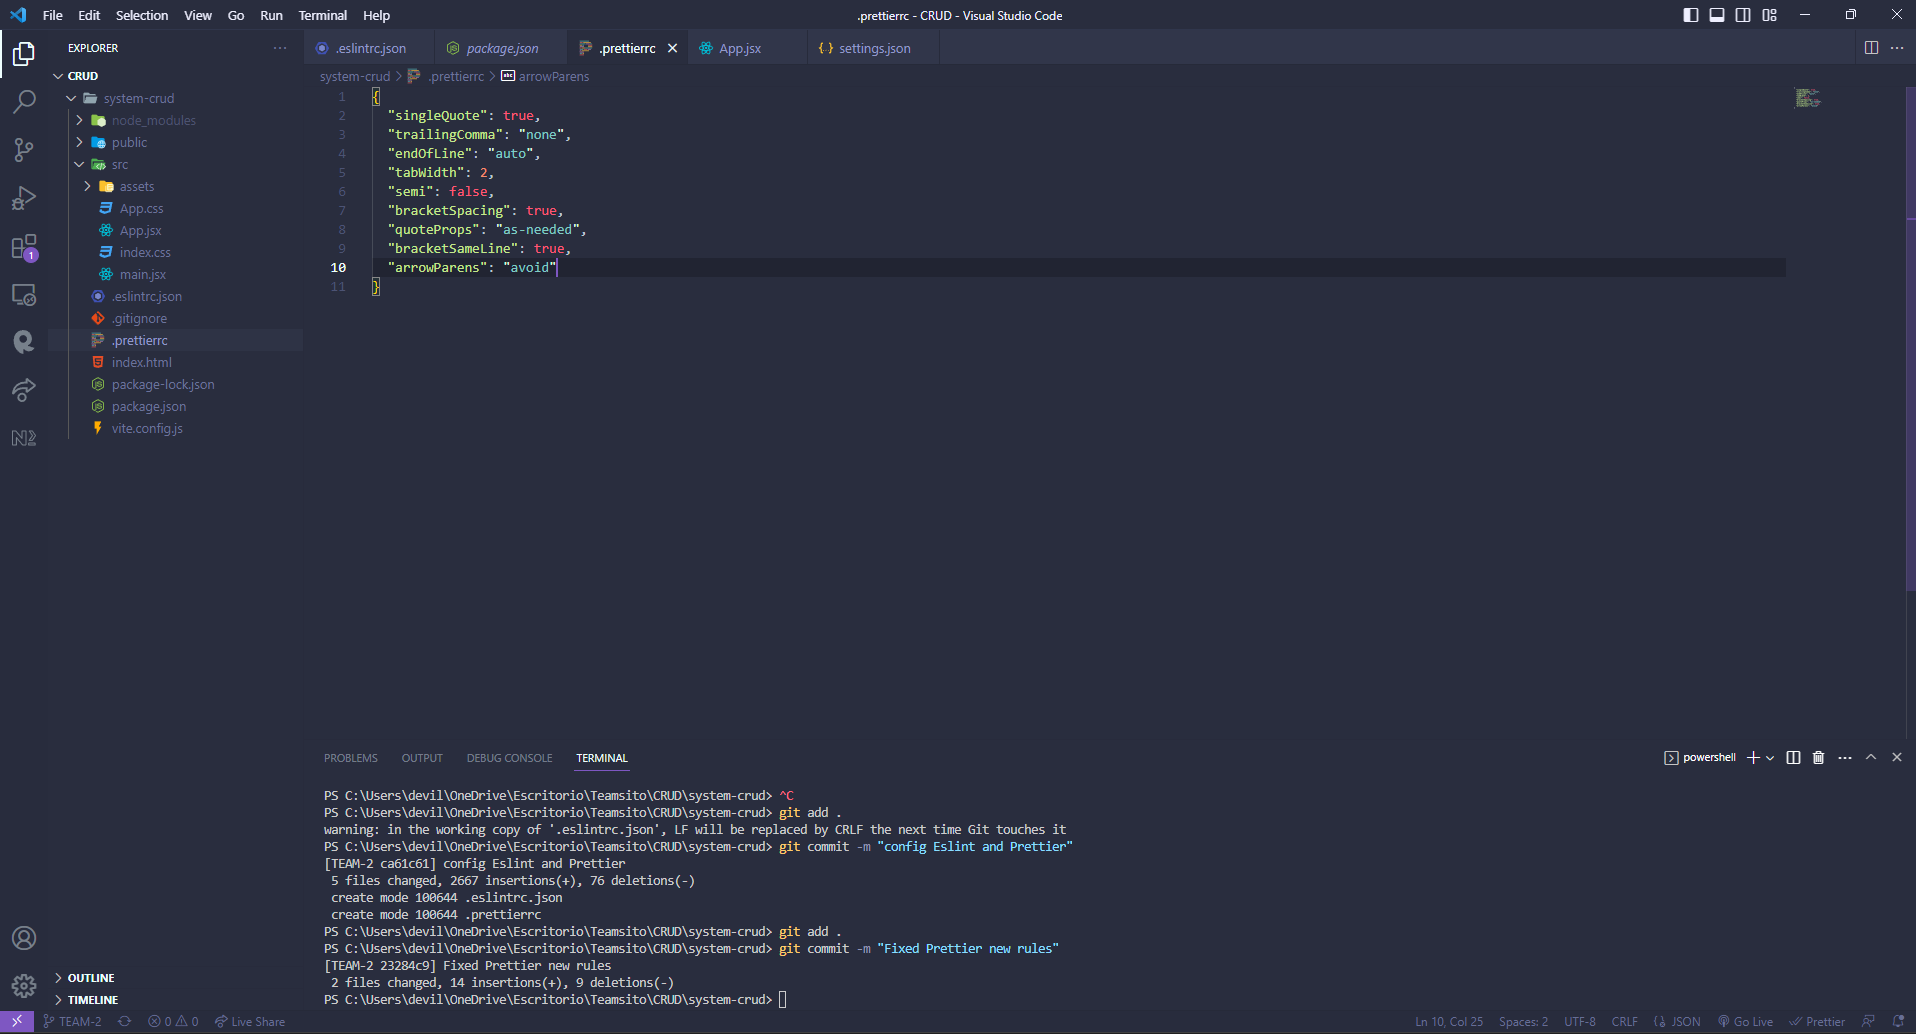 File Edit Selection View Go Run Terminal Help
.prettierrc - CRUD - Visual Studio Code
EXPLORER
.eslintrc.json package.json .prettierrc App.jsx settings.json
CRUD
system-crud > .prettierrc > abc arrowParens
system-crud
node_modules
public
src
assets
App.css
App.jsx
index.css
main.jsx
.eslintrc.json
.gitignore
.prettierrc
index.html
package-lock.json
package.json
vite.config.js
1 {
2 "singleQuote": true,
3 "trailingComma": "none",
4 "endOfLine": "auto",
5 "tabWidth": 2,
6 "semi": false,
7 "bracketSpacing": true,
8 "quoteProps": "as-needed",
9 "bracketSameLine": true,
10 "arrowParens": "avoid"
11 }
1
PROBLEMS OUTPUT DEBUG CONSOLE TERMINAL
powershell
PS C:\Users\devil\OneDrive\Escritorio\Teamsito\CRUD\system-crud> ^C
PS C:\Users\devil\OneDrive\Escritorio\Teamsito\CRUD\system-crud> git add .
warning: in the working copy of '.eslintrc.json', LF will be replaced by CRLF the next time Git touches it
PS C:\Users\devil\OneDrive\Escritorio\Teamsito\CRUD\system-crud> git commit -m "config Eslint and Prettier"
[TEAM-2 ca61c61] config Eslint and Prettier
5 files changed, 2667 insertions(+), 76 deletions(-)
create mode 100644 .eslintrc.json
create mode 100644 .prettierrc
PS C:\Users\devil\OneDrive\Escritorio\Teamsito\CRUD\system-crud> git add .
PS C:\Users\devil\OneDrive\Escritorio\Teamsito\CRUD\system-crud> git commit -m "Fixed Prettier new rules"
[TEAM-2 23284c9] Fixed Prettier new rules
2 files changed, 14 insertions(+), 9 deletions(-)
PS C:\Users\devil\OneDrive\Escritorio\Teamsito\CRUD\system-crud>
OUTLINE
TIMELINE
TEAM-2 0 0 Live Share
Ln 10, Col 25 Spaces: 2 UTF-8 CRLF {} JSON Go Live Prettier